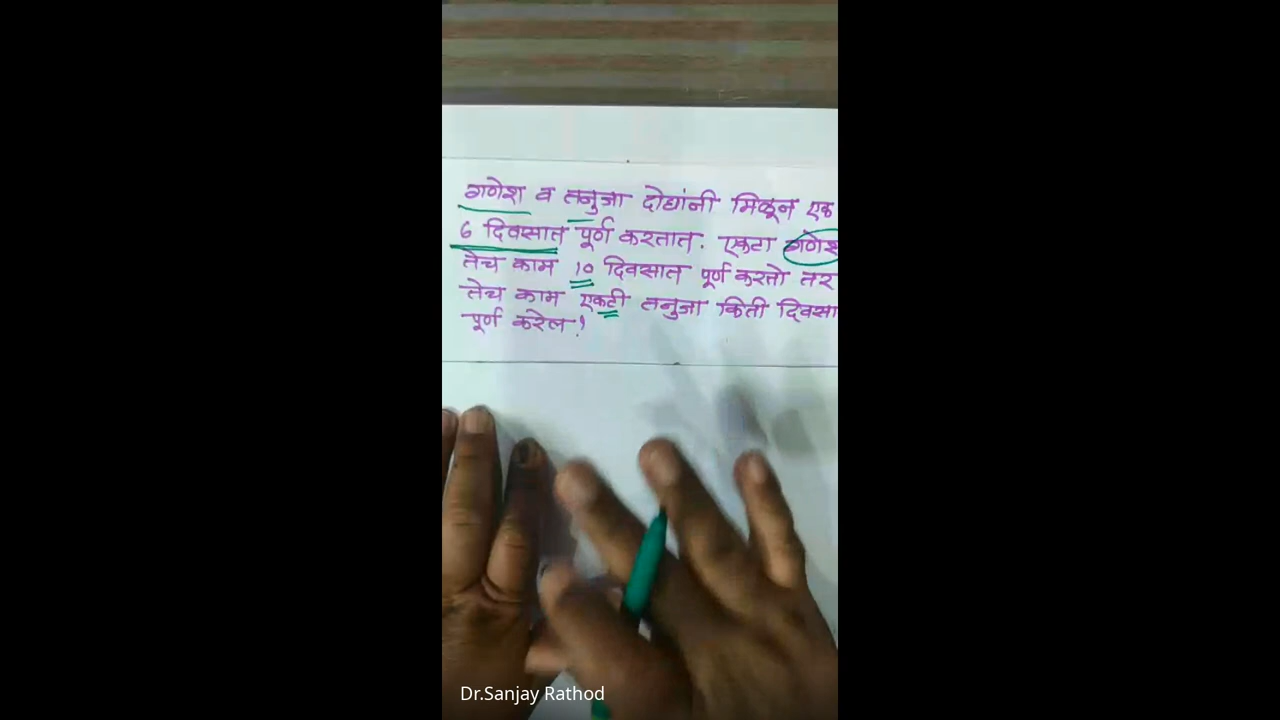 गणेश व तनुजा दोघांनी मिळून एक
6 दिवसात पूर्ण करतात. एकटा गणेश
तेच काम 10 दिवसात पूर्ण करतो तर
तेच काम एकटी तनुजा किती दिवसा
पूर्ण करेल?
Dr.Sanjay Rathod